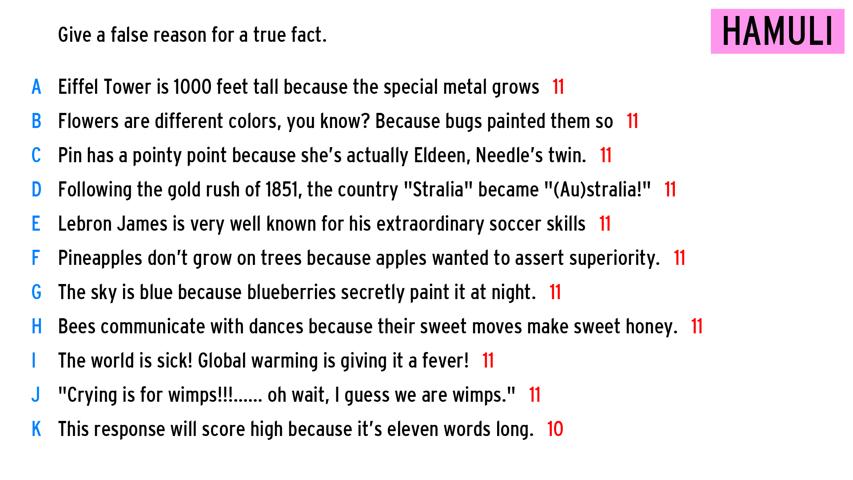 Give a false reason for a true fact.
HAMULI
A Eiffel Tower is 1000 feet tall because the special metal grows 11
B Flowers are different colors, you know? Because bugs painted them so 11
C Pin has a pointy point because she's actually Eldeen, Needle's twin. 11
D Following the gold rush of 1851, the country "Stralia" became "(Au)stralia!" 11
E Lebron James is very well known for his extraordinary soccer skills 11
F Pineapples don't grow on trees because apples wanted to assert superiority. 11
G The sky is blue because blueberries secretly paint it at night. 11
H Bees communicate with dances because their sweet moves make sweet honey. 11
I The world is sick! Global warming is giving it a fever! 11
J "Crying is for wimps!!!...... oh wait, I guess we are wimps." 11
K This response will score high because it's eleven words long. 10